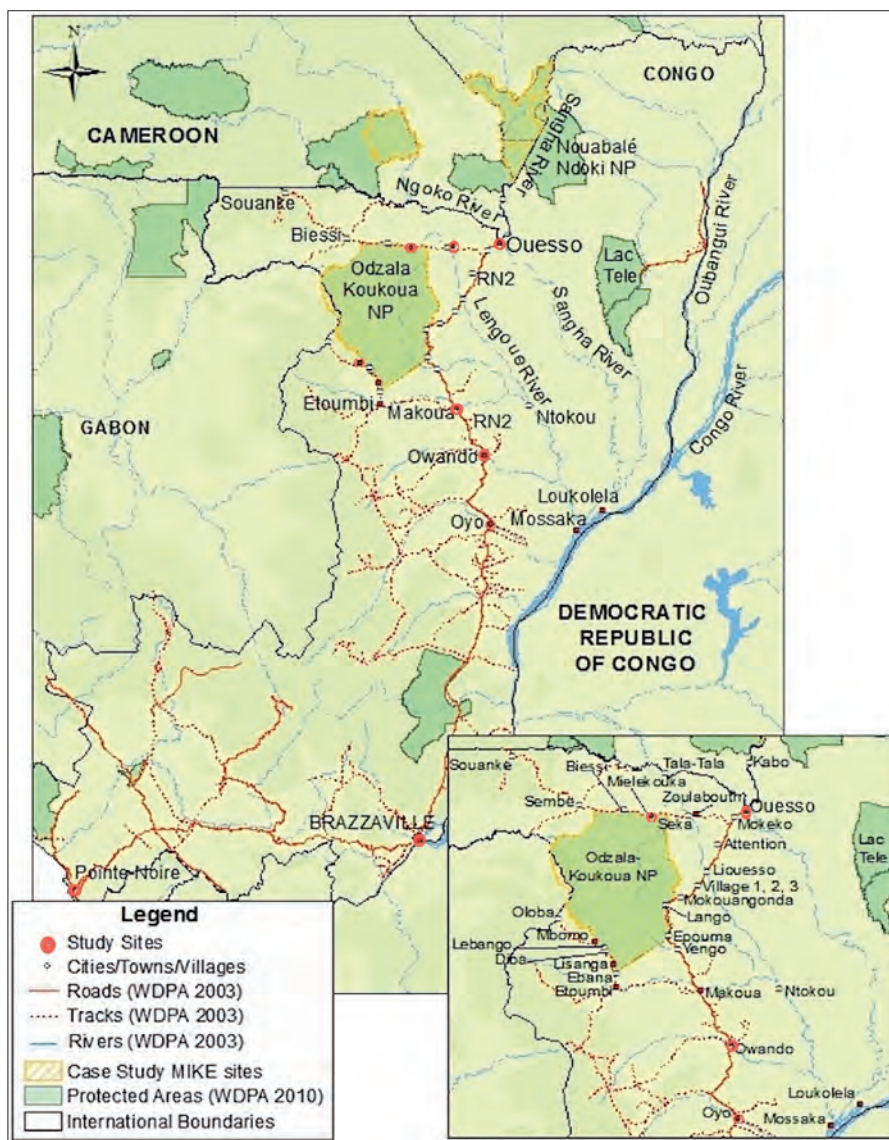 N
CONGO
CAMEROON
Sangha River
Nouabalé
Ndoki NP
Ngoko River
Souanke
Oubangui River
Biessi
Ouesso
Odzala
Koukoua
NP
RN2
Lac
Tele
Sangha River
Lengoue River
Congo River
Etoumbi
Makoua
RN2
Ntokou
GABON
Owando
Loukolela
Oyo
Mossaka
DEMOCRATIC
REPUBLIC
OF CONGO
BRAZZAVILLE
Pointe-Noire
Legend
Study Sites
Cities/Towns/Villages
Roads (WDPA 2003)
Tracks (WDPA 2003)
Rivers (WDPA 2003)
Case Study MIKE sites
Protected Areas (WDPA 2010)
International Boundaries
Souanke
Biessi
Tala-Tala
Kabo
Mielekouka
Zoulabouth
Sembe
Ouesso
Seka
Mokeko
Attention
Odzala-
Koukoua NP
Lac
Tele
Liouesso
Village 1, 2, 3
Mokouangonda
Oloba
Lango
Mbomo
Epouma
Lebango
Yengo
Diba
Lisanga
Ebana
Etoumbi
Makoua
Ntokou
Owando
Loukolela
Oyo
Mossaka